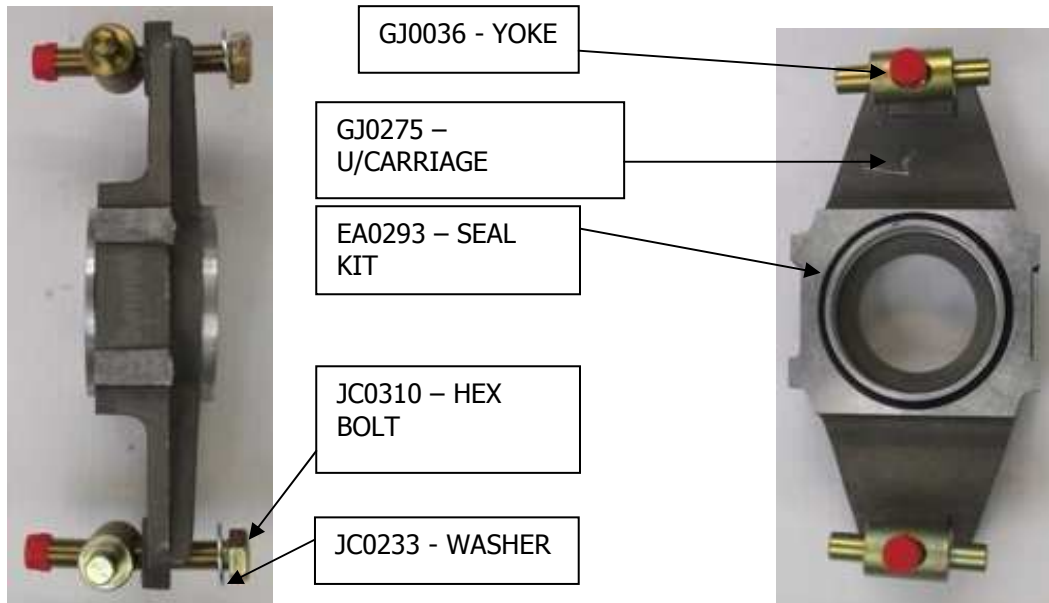 GJ0036 - YOKE
GJ0275 –
U/CARRIAGE
EA0293 – SEAL
KIT
JC0310 – HEX
BOLT
JC0233 - WASHER